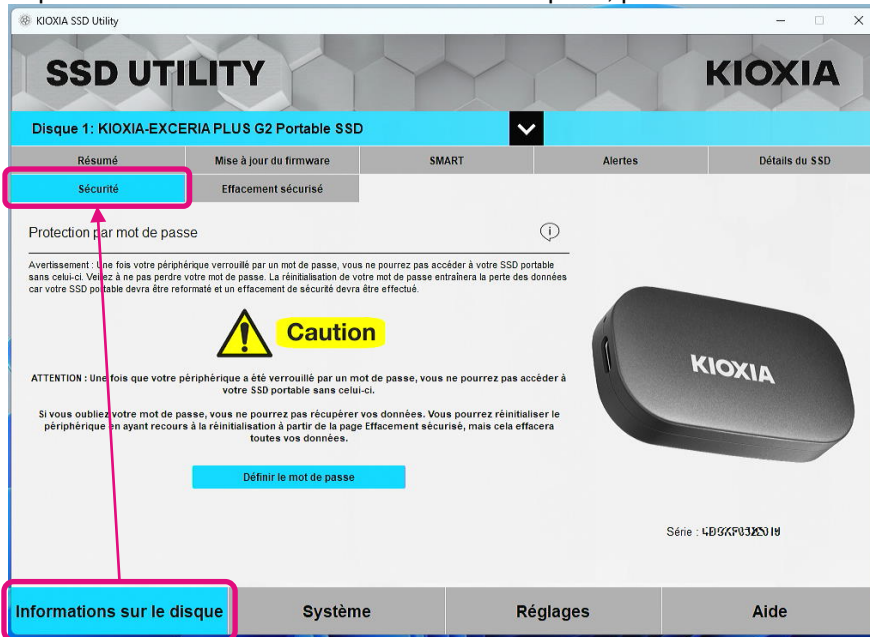 KIOXIA SSD Utility
SSD UTILITY
KIOXIA
Disque 1: KIOXIA-EXCERIA PLUS G2 Portable SSD
Résumé
Mise à jour du firmware
SMART
Alertes
Détails du SSD
Sécurité
Effacement sécurisé
Protection par mot de passe
Avertissement : Une fois votre périphérique verrouillé par un mot de passe, vous ne pourrez pas accéder à votre SSD portable
sans celui-ci. Veillez à ne pas perdre votre mot de passe. La réinitialisation de votre mot de passe entraînera la perte des données
car votre SSD portable devra être reformaté et un effacement de sécurité devra être effectué.
Caution
ATTENTION : Une fois que votre périphérique a été verrouillé par un mot de passe, vous ne pourrez pas accéder à
votre SSD portable sans celui-ci.
Si vous oubliez votre mot de passe, vous ne pourrez pas récupérer vos données. Vous pourrez réinitialiser le
périphérique en ayant recours à la réinitialisation à partir de la page Effacement sécurisé, mais cela effacera
toutes vos données.
Définir le mot de passe
KIOXIA
Série :
Informations sur le disque
Système
Réglages
Aide